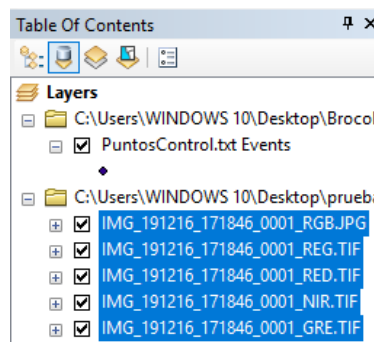 Table Of Contents
Layers
C:\Users\WINDOWS 10\Desktop\Brocol
PuntosControl.txt Events
C:\Users\WINDOWS 10\Desktop\prueba
IMG_191216_171846_0001_RGB.JPG
IMG_191216_171846_0001_REG.TIF
IMG_191216_171846_0001_RED.TIF
IMG_191216_171846_0001_NIR.TIF
IMG_191216_171846_0001_GRE.TIF